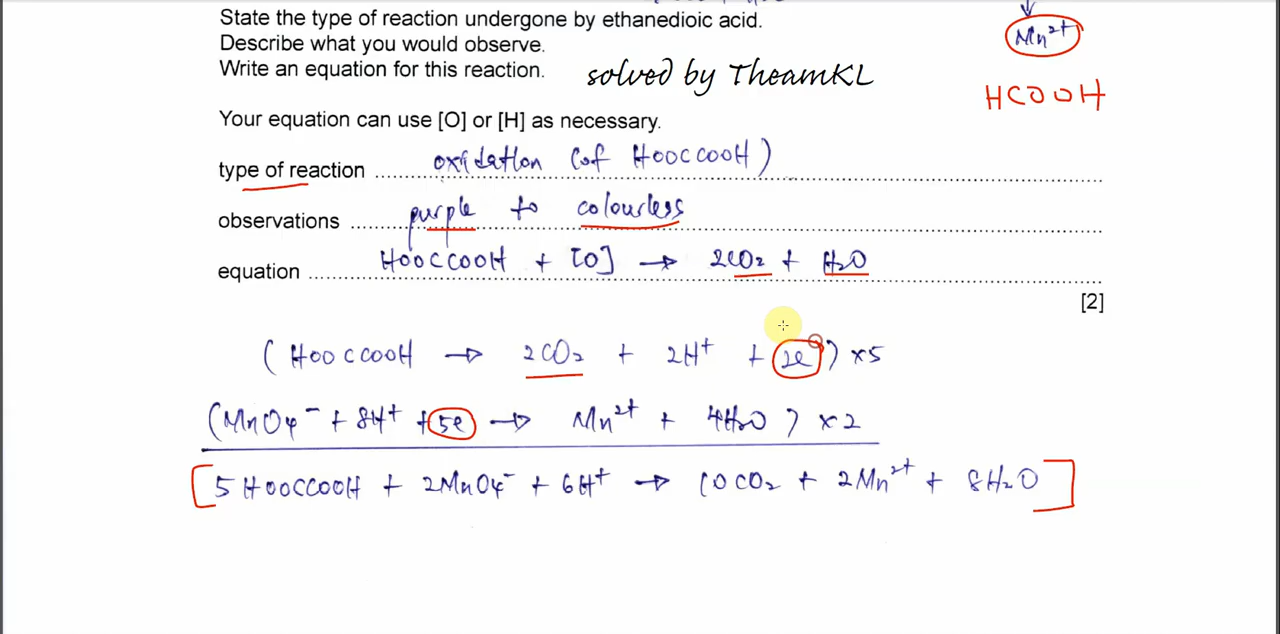 State the type of reaction undergone by ethanedioic acid.
Describe what you would observe.
Write an equation for this reaction.
solved by TheamKL
Mn²⁺
HCOOH
Your equation can use [O] or [H] as necessary.
type of reaction oxidation (of HOOCCOOH)
observations purple to colourless
equation HOOCCOOH + [O] → 2CO₂ + H₂O
[2]
(HOOCCOOH → 2CO₂ + 2H⁺ + 2e) ×5
(MnO₄⁻ + 8H⁺ + 5e → Mn²⁺ + 4H₂O) ×2
[5HOOCCOOH + 2MnO₄⁻ + 6H⁺ → 10CO₂ + 2Mn²⁺ + 8H₂O]